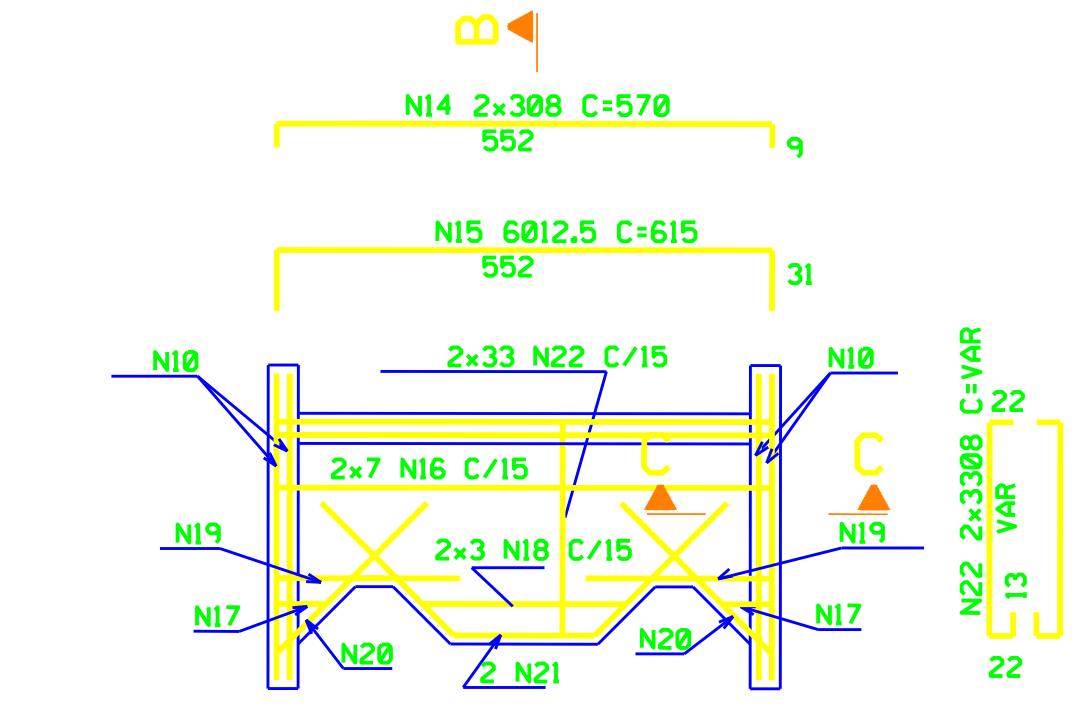 B
N14 2x308 C=570
552
9
N15 6012.5 C=615
552
31
N10
2x33 N22 C/15
N10
C
C
2x7 N16 C/15
N19
2x3 N18 C/15
N19
N17
N17
N20
N20
2 N21
N22 2x3308 C=VAR
22
VAR
13
22